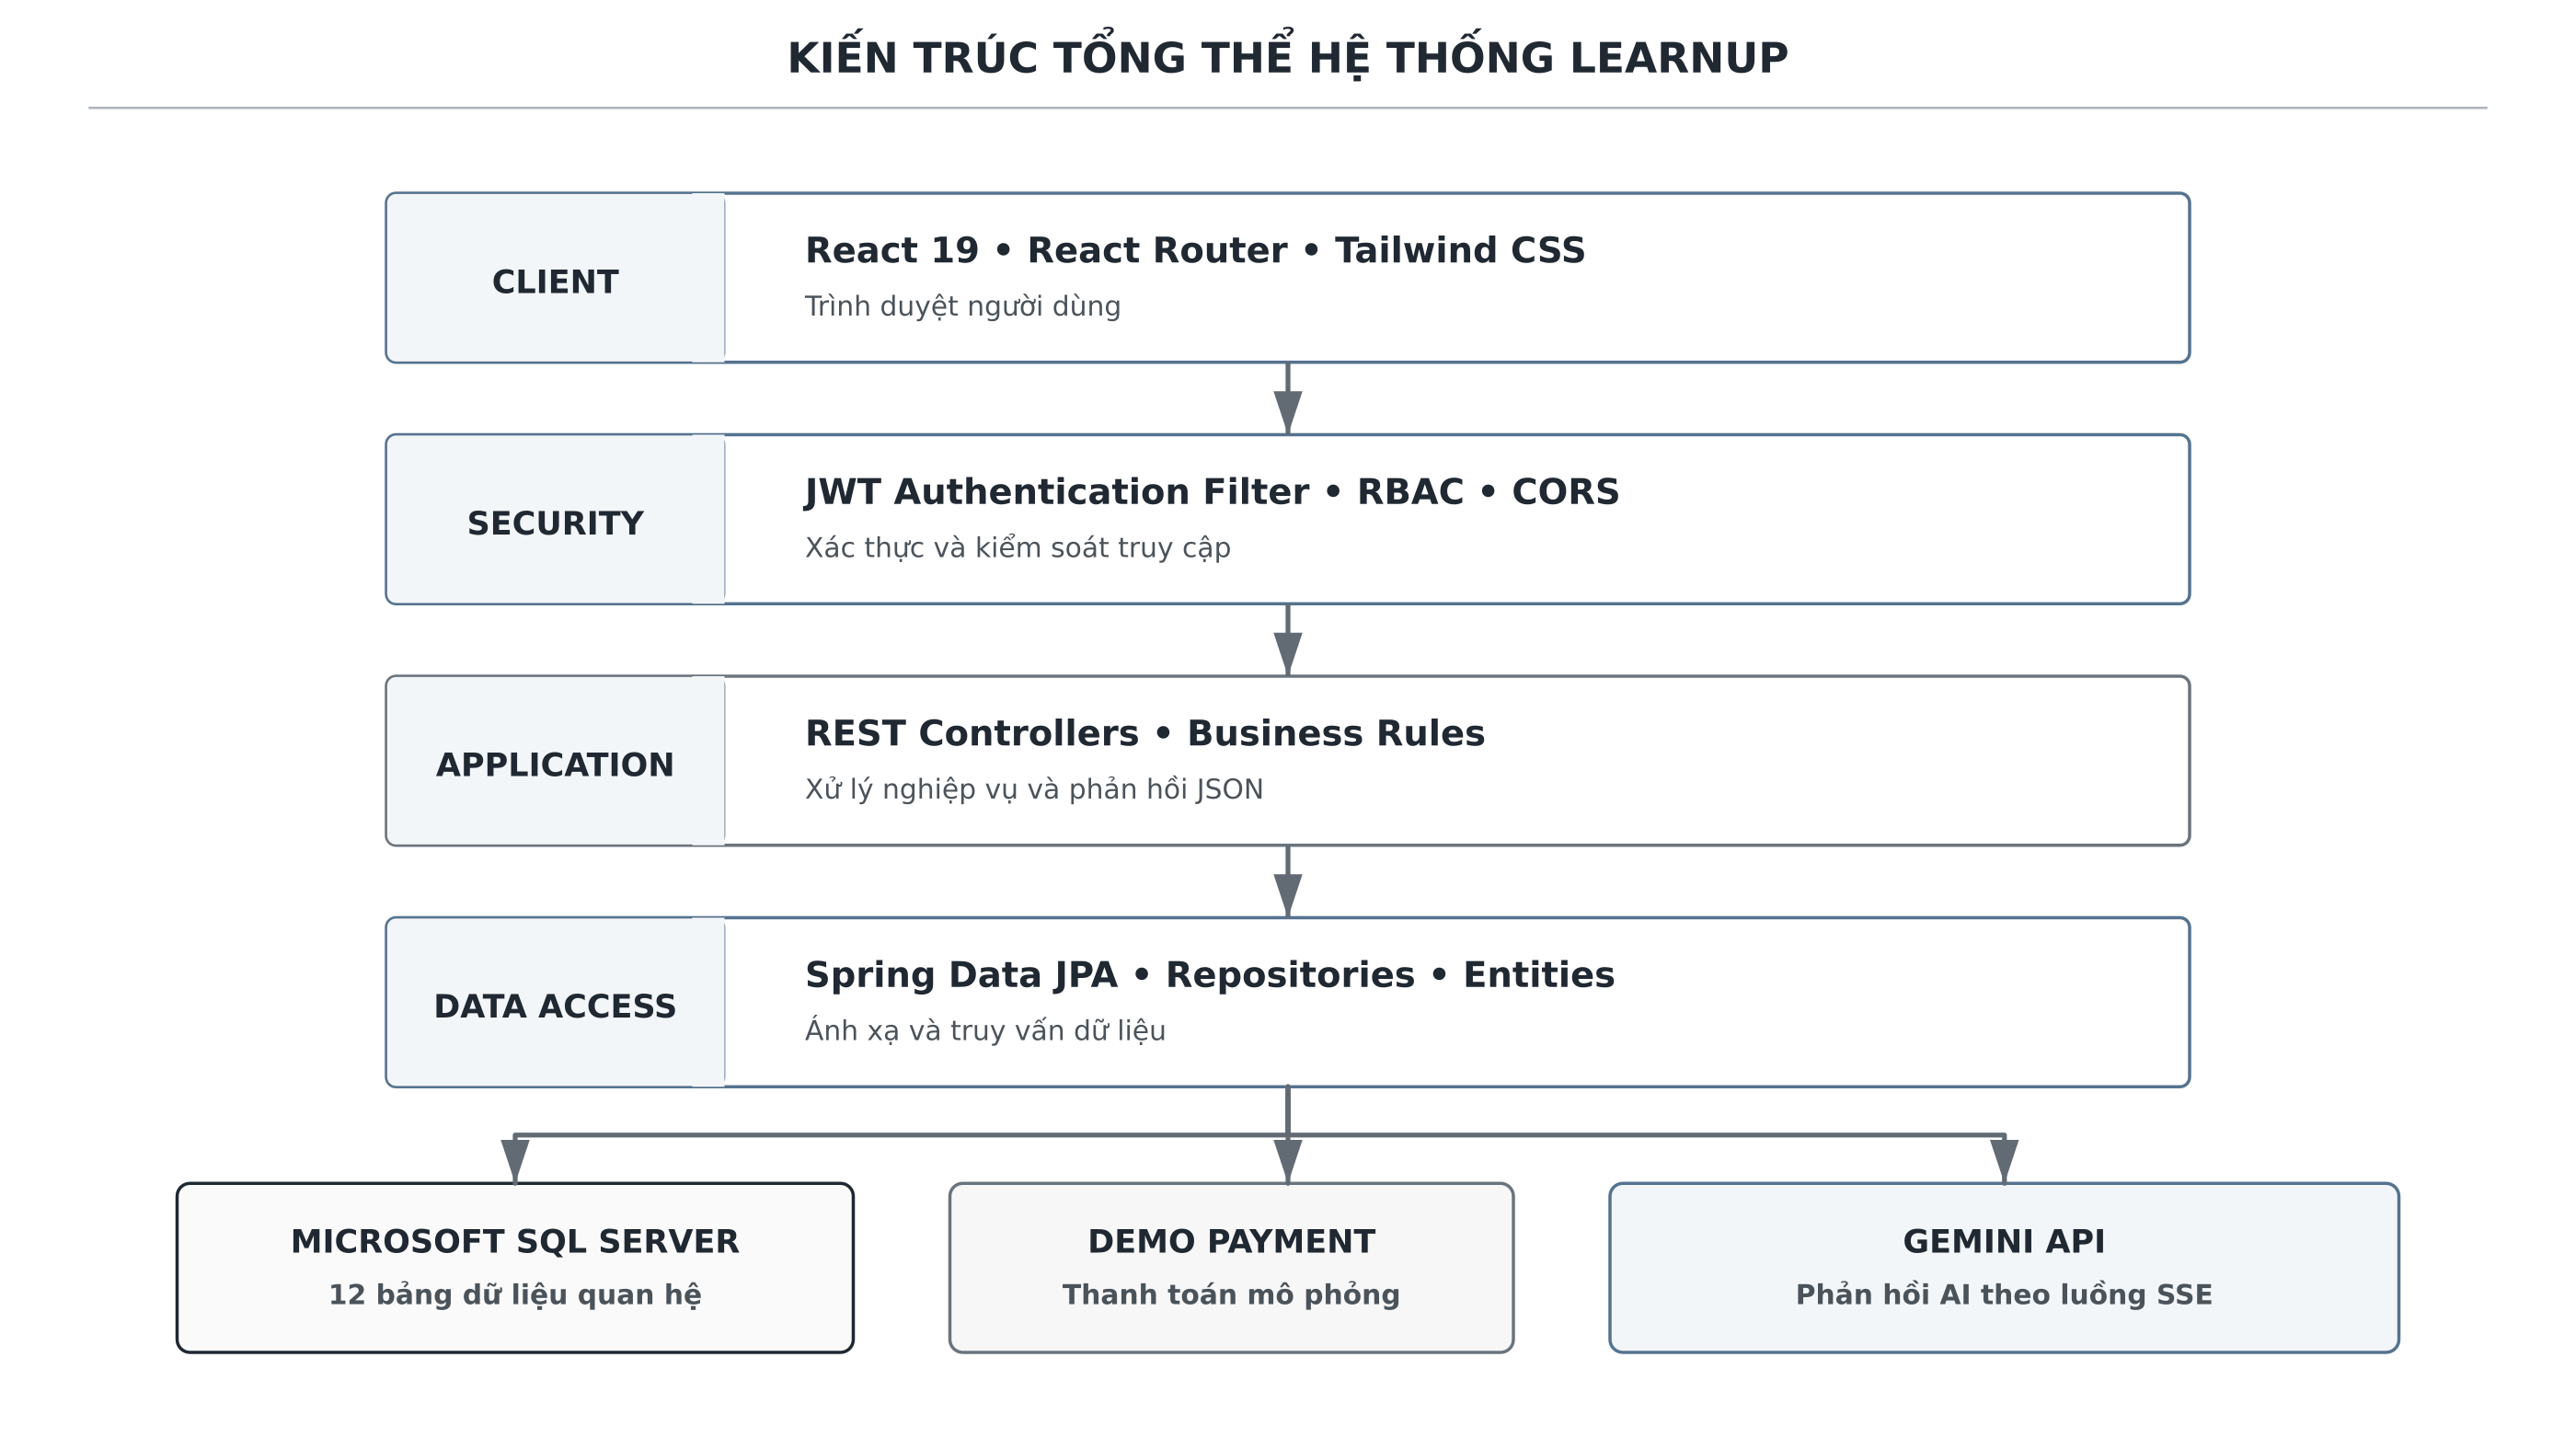 KIẾN TRÚC TỔNG THỂ HỆ THỐNG LEARNUP
CLIENT
React 19 • React Router • Tailwind CSS
Trình duyệt người dùng
SECURITY
JWT Authentication Filter • RBAC • CORS
Xác thực và kiểm soát truy cập
APPLICATION
REST Controllers • Business Rules
Xử lý nghiệp vụ và phản hồi JSON
DATA ACCESS
Spring Data JPA • Repositories • Entities
Ánh xạ và truy vấn dữ liệu
MICROSOFT SQL SERVER
12 bảng dữ liệu quan hệ
DEMO PAYMENT
Thanh toán mô phỏng
GEMINI API
Phản hồi AI theo luồng SSE